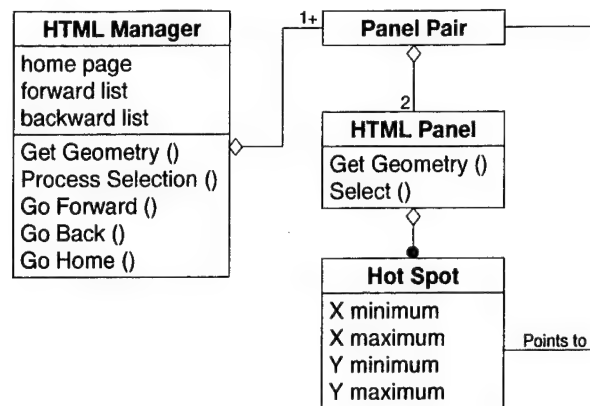 HTML Manager
home page
forward list
backward list
Get Geometry ()
Process Selection ()
Go Forward ()
Go Back ()
Go Home ()
1+
Panel Pair
2
HTML Panel
Get Geometry ()
Select ()
Hot Spot
X minimum
X maximum
Y minimum
Y maximum
Points to